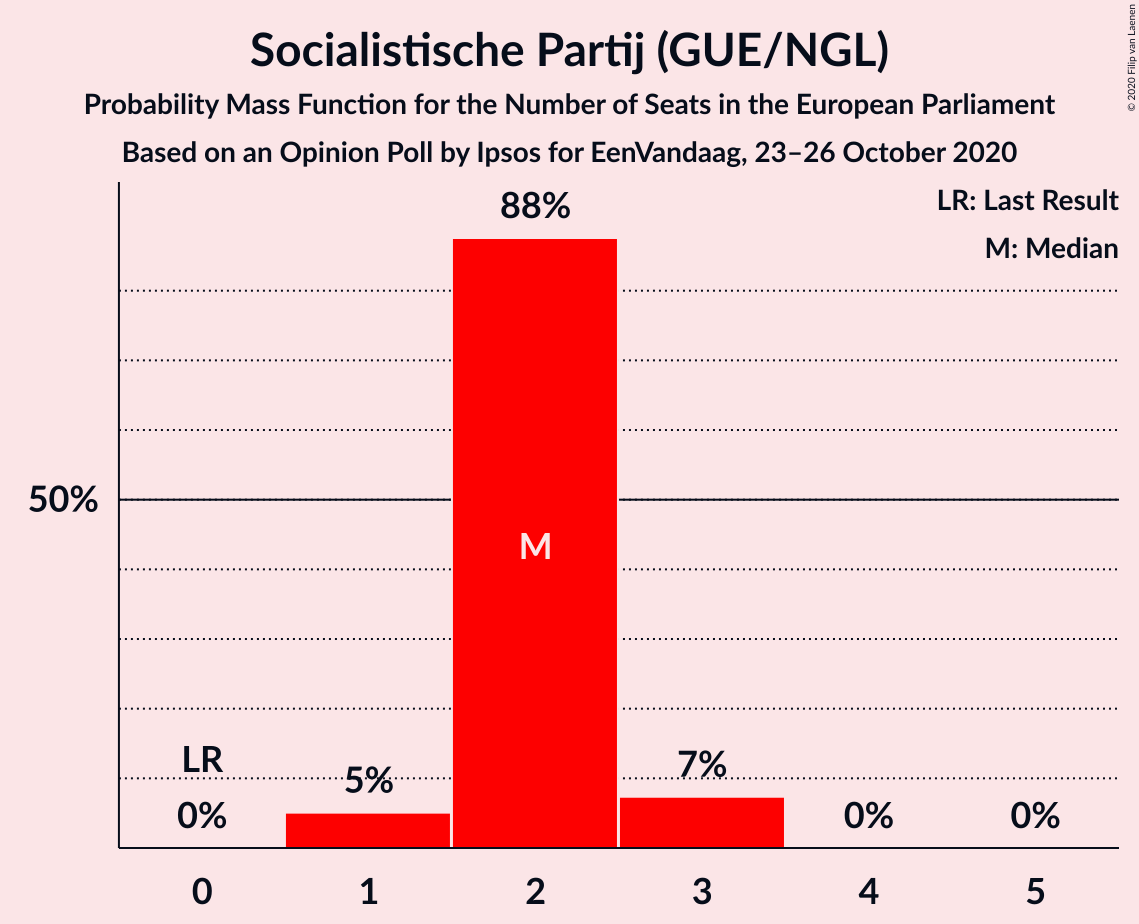 Socialistische Partij (GUE/NGL)
Probability Mass Function for the Number of Seats in the European Parliament
Based on an Opinion Poll by Ipsos for EenVandaag, 23–26 October 2020
© 2020 Filip van Laenen
LR: Last Result
M: Median
88%
50%
M
LR
0%
5%
7%
0%
0%
0 1 2 3 4 5